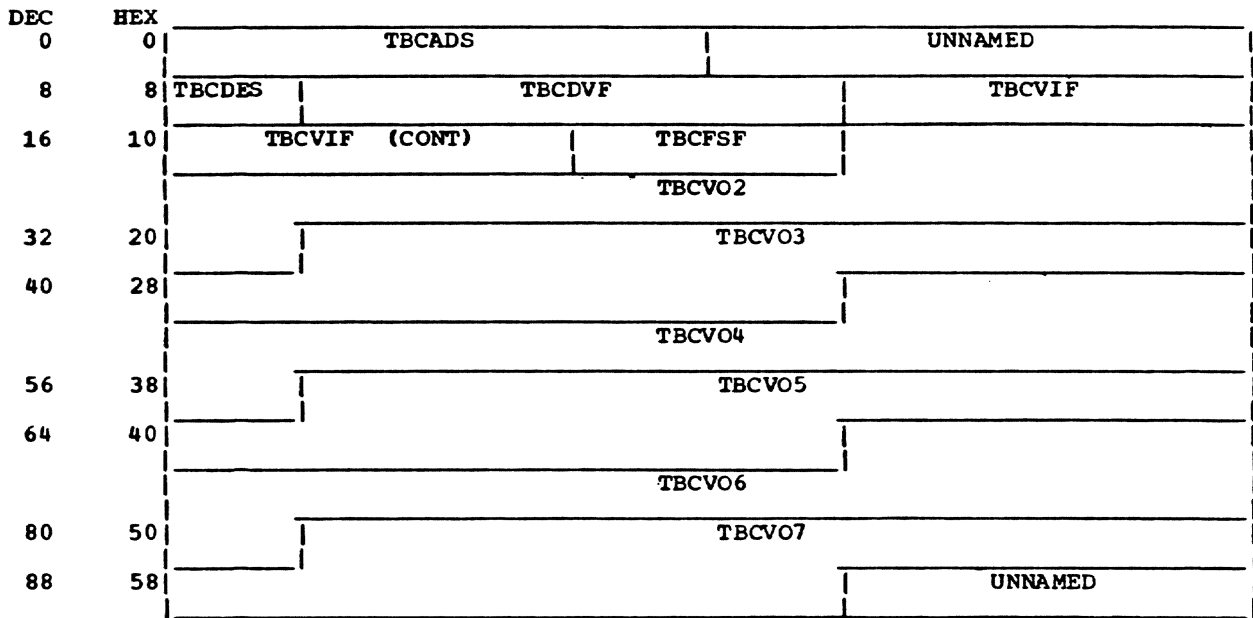 DEC HEX
0 0 TBCADS UNNAMED
8 8 TBCDES TBCDVF TBCVIF
16 10 TBCVIF (CONT) TBCFSF
TBCVO2
32 20 TBCVO3
40 28
TBCVO4
56 38 TBCVO5
64 40
TBCVO6
80 50 TBCVO7
88 58 UNNAMED